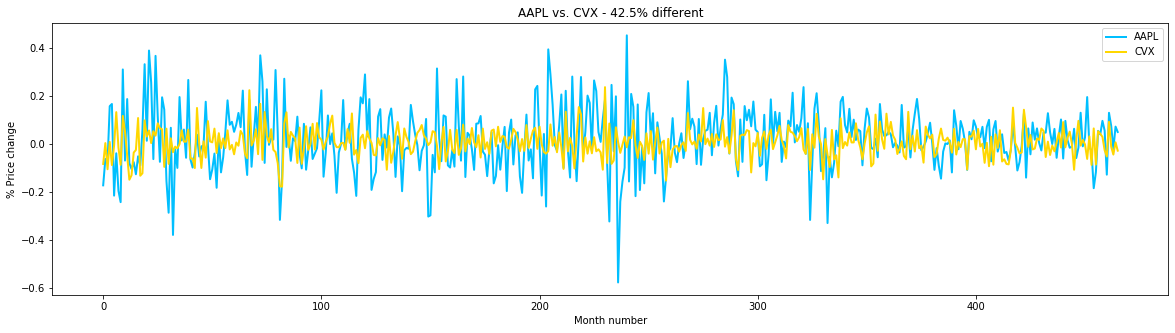 AAPL vs. CVX - 42.5% different
AAPL
CVX
% Price change
0.4
0.2
0.0
−0.2
−0.4
−0.6
0
100
200
300
400
Month number